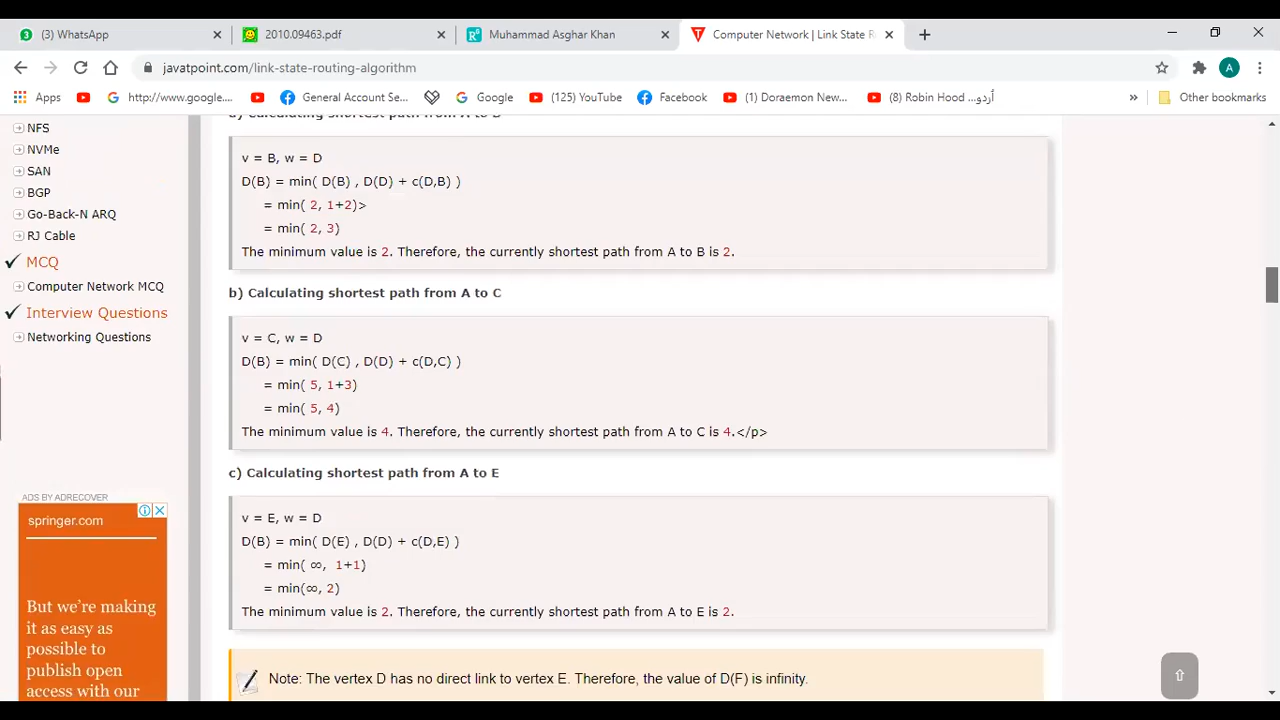 (3) WhatsApp
2010.09463.pdf
Muhammad Asghar Khan
Computer Network | Link State R
javatpoint.com/link-state-routing-algorithm
A
Apps
http://www.google....
General Account Se...
Google
(125) YouTube
Facebook
(1) Doraemon New...
(8) Robin Hood ...أردو
»
Other bookmarks
NFS
NVMe
SAN
BGP
Go-Back-N ARQ
RJ Cable
MCQ
Computer Network MCQ
Interview Questions
Networking Questions
ADS BY ADRECOVER
springer.com
But we’re making
it as easy as
possible to
publish open
access with our
a) Calculating shortest path from A to B
v = B, w = D
D(B) = min( D(B) , D(D) + c(D,B) )
= min( 2, 1+2)>
= min( 2, 3)
The minimum value is 2. Therefore, the currently shortest path from A to B is 2.
b) Calculating shortest path from A to C
v = C, w = D
D(B) = min( D(C) , D(D) + c(D,C) )
= min( 5, 1+3)
= min( 5, 4)
The minimum value is 4. Therefore, the currently shortest path from A to C is 4.</p>
c) Calculating shortest path from A to E
v = E, w = D
D(B) = min( D(E) , D(D) + c(D,E) )
= min( ∞, 1+1)
= min(∞, 2)
The minimum value is 2. Therefore, the currently shortest path from A to E is 2.
Note: The vertex D has no direct link to vertex E. Therefore, the value of D(F) is infinity.